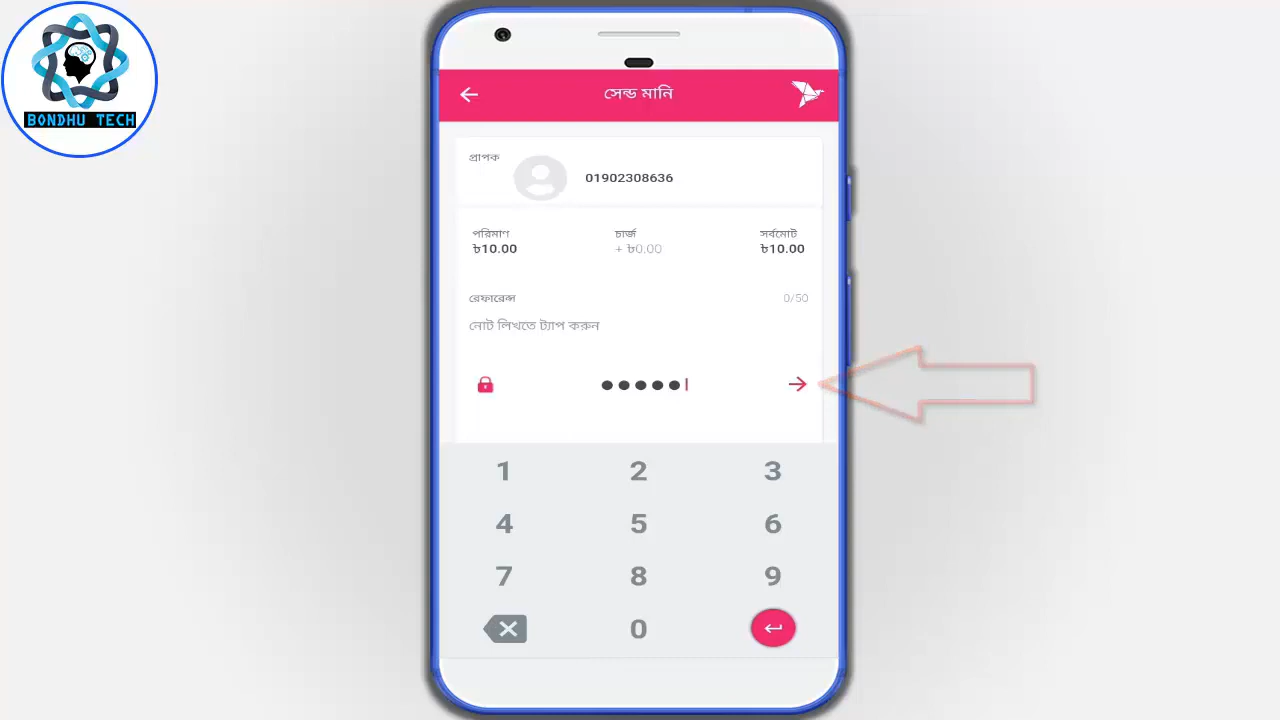 BONDHU TECH
সেন্ড মানি
প্রাপক
01902308636
পরিমাণ চার্জ সর্বমোট
৳10.00 + ৳0.00 ৳10.00
রেফারেন্স 0/50
নোট লিখতে ট্যাপ করুন
1 2 3
4 5 6
7 8 9
0